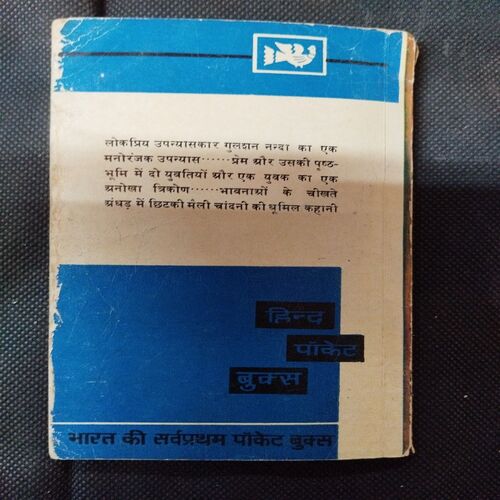 लोकप्रिय उपन्यासकार गुलशन नन्दा का एक
मनोरंजक उपन्यास······प्रेम और उसकी पृष्ठ-
भूमि में दो युवतियों और एक युवक का एक
अनोखा त्रिकोण······भावनाओं के चीखते
अंधड़ में छिटकी मैली चांदनी की धूमिल कहानी
हिन्द
पॉकेट
बुक्स
भारत की सर्वप्रथम पॉकेट बुक्स